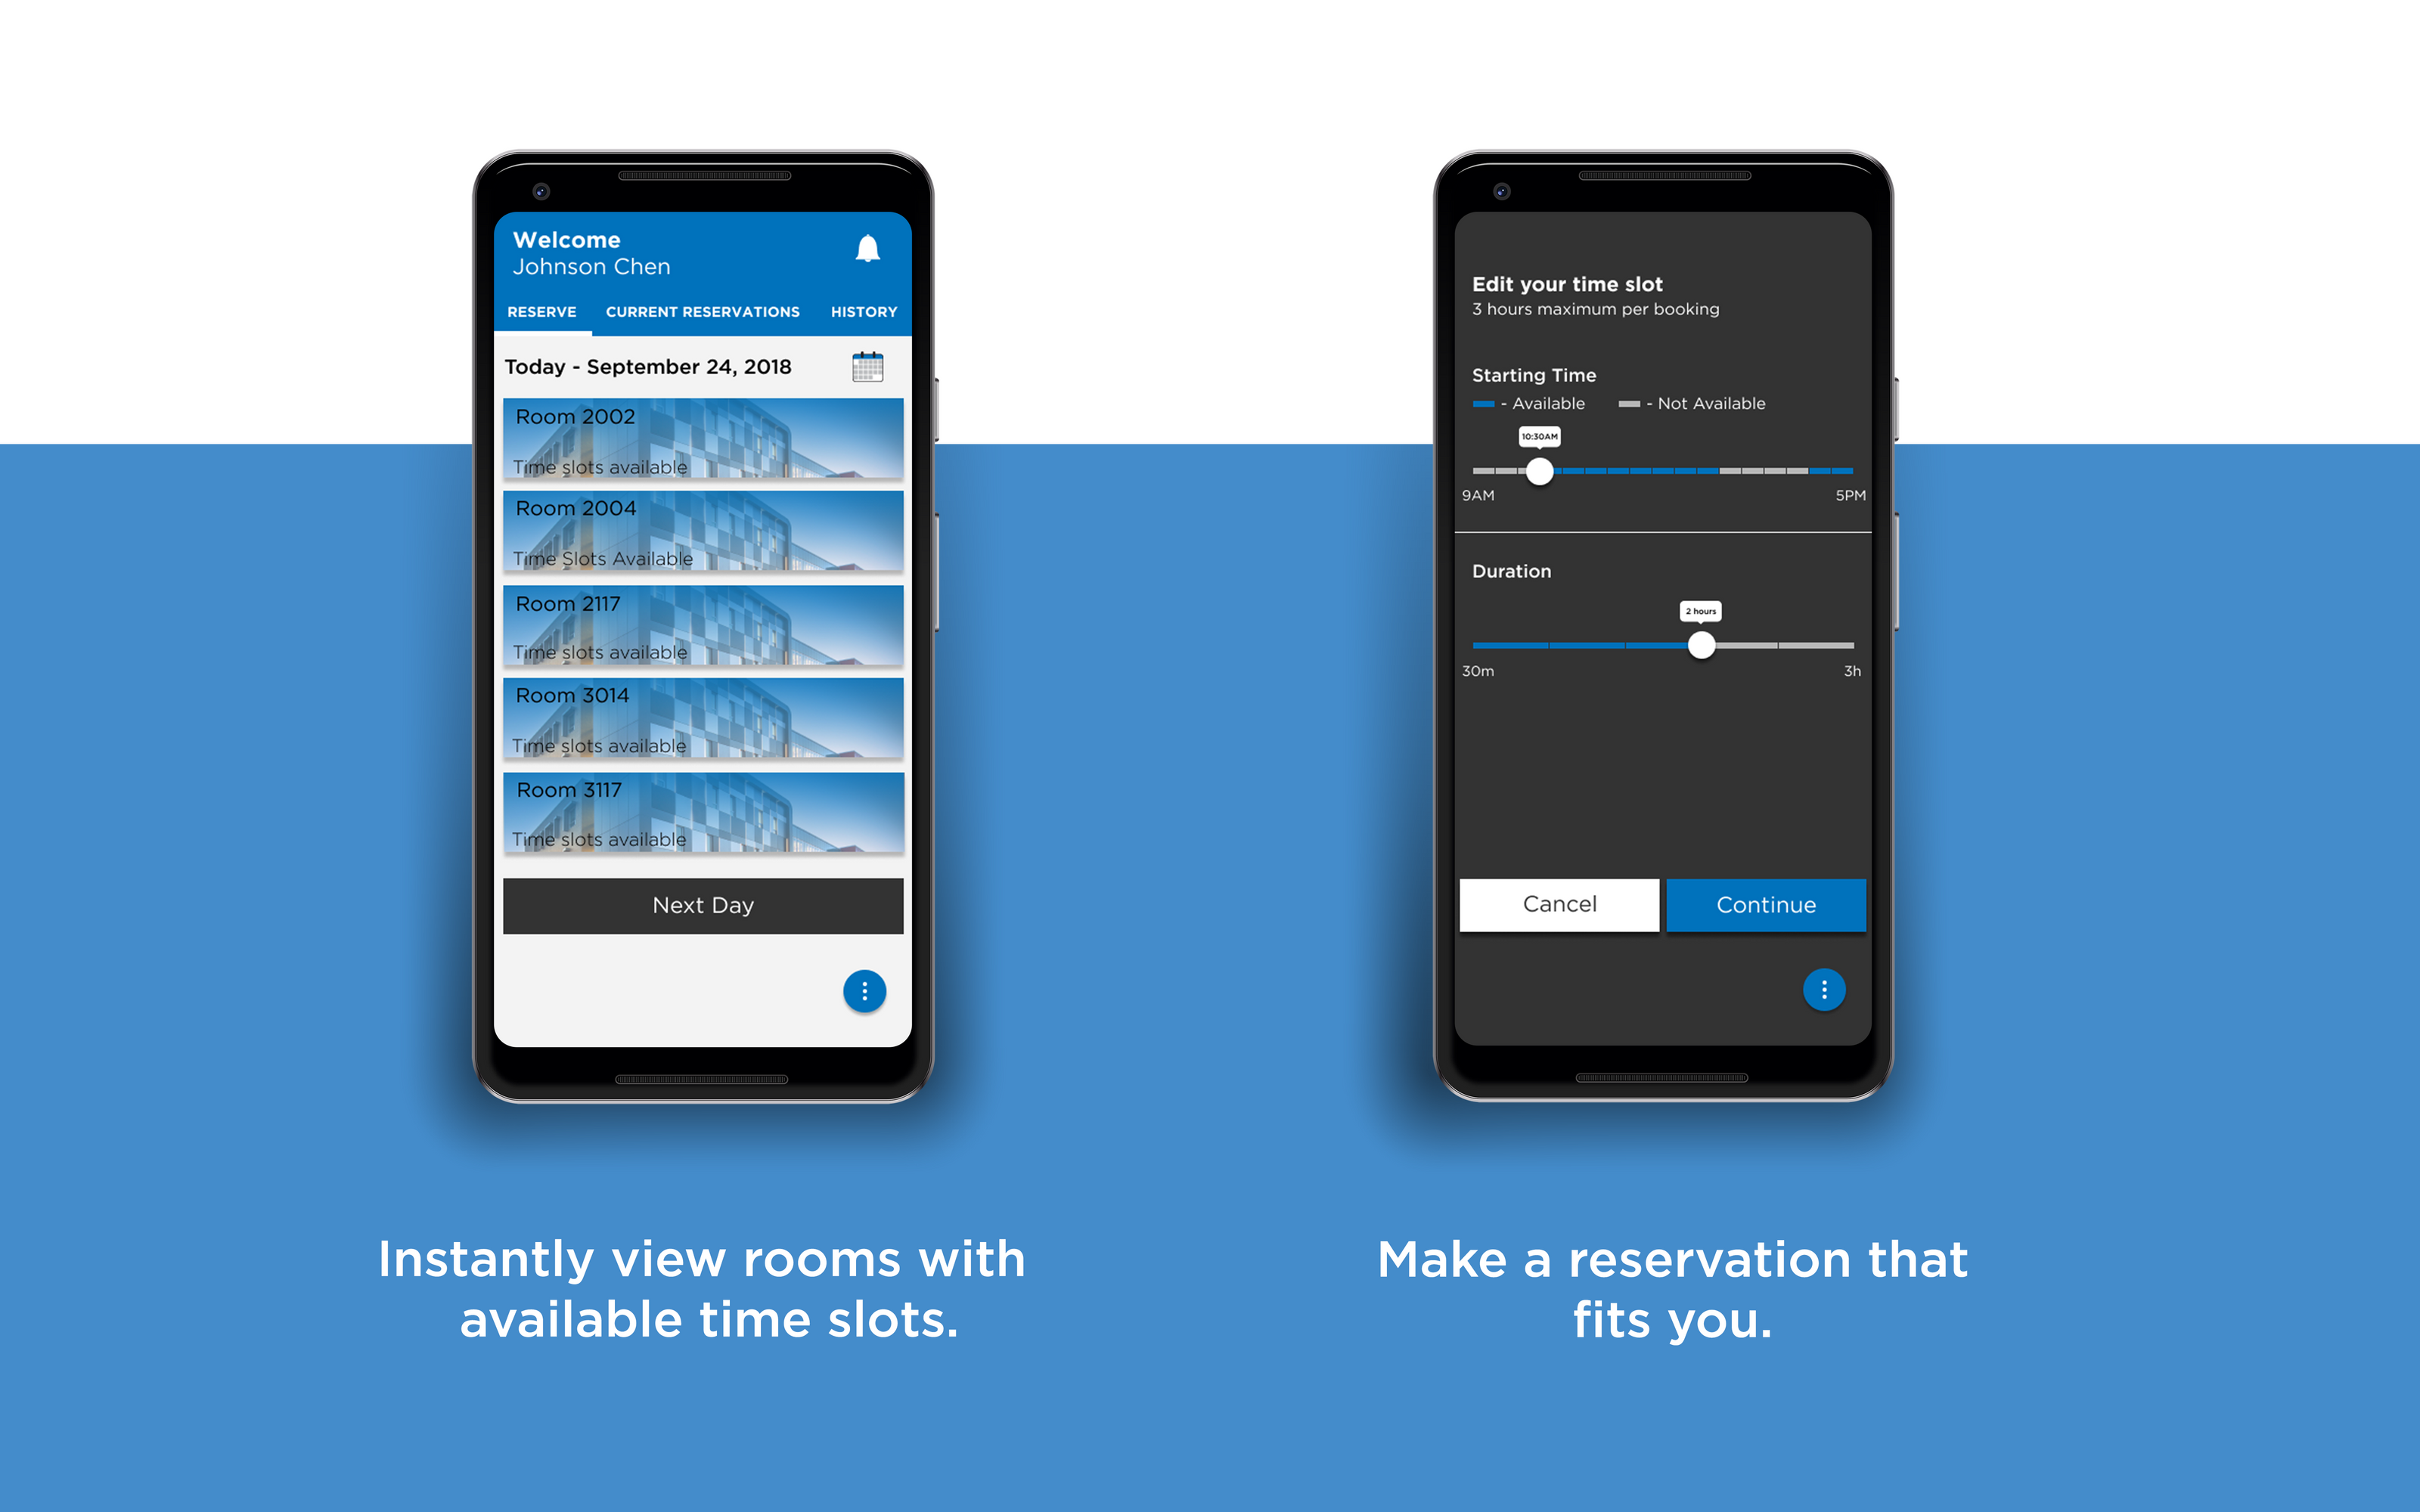 Welcome
Johnson Chen
RESERVE CURRENT RESERVATIONS HISTORY
Today - September 24, 2018
Room 2002
Time slots available
Room 2004
Time Slots Available
Room 2117
Time slots available
Room 3014
Time slots available
Room 3117
Time slots available
Next Day
Instantly view rooms with
available time slots.
Edit your time slot
3 hours maximum per booking
Starting Time
- Available - Not Available
10:30AM
9AM 5PM
Duration
2 hours
30m 3h
Cancel Continue
Make a reservation that
fits you.